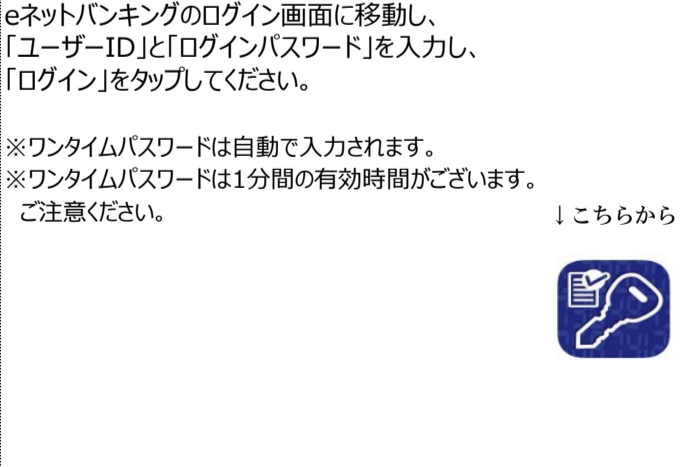 eネットバンキングのログイン画面に移動し、
「ユーザーID」と「ログインパスワード」を入力し、
「ログイン」をタップしてください。
※ワンタイムパスワードは自動で入力されます。
※ワンタイムパスワードは1分間の有効時間がございます。
ご注意ください。
↓こちらから